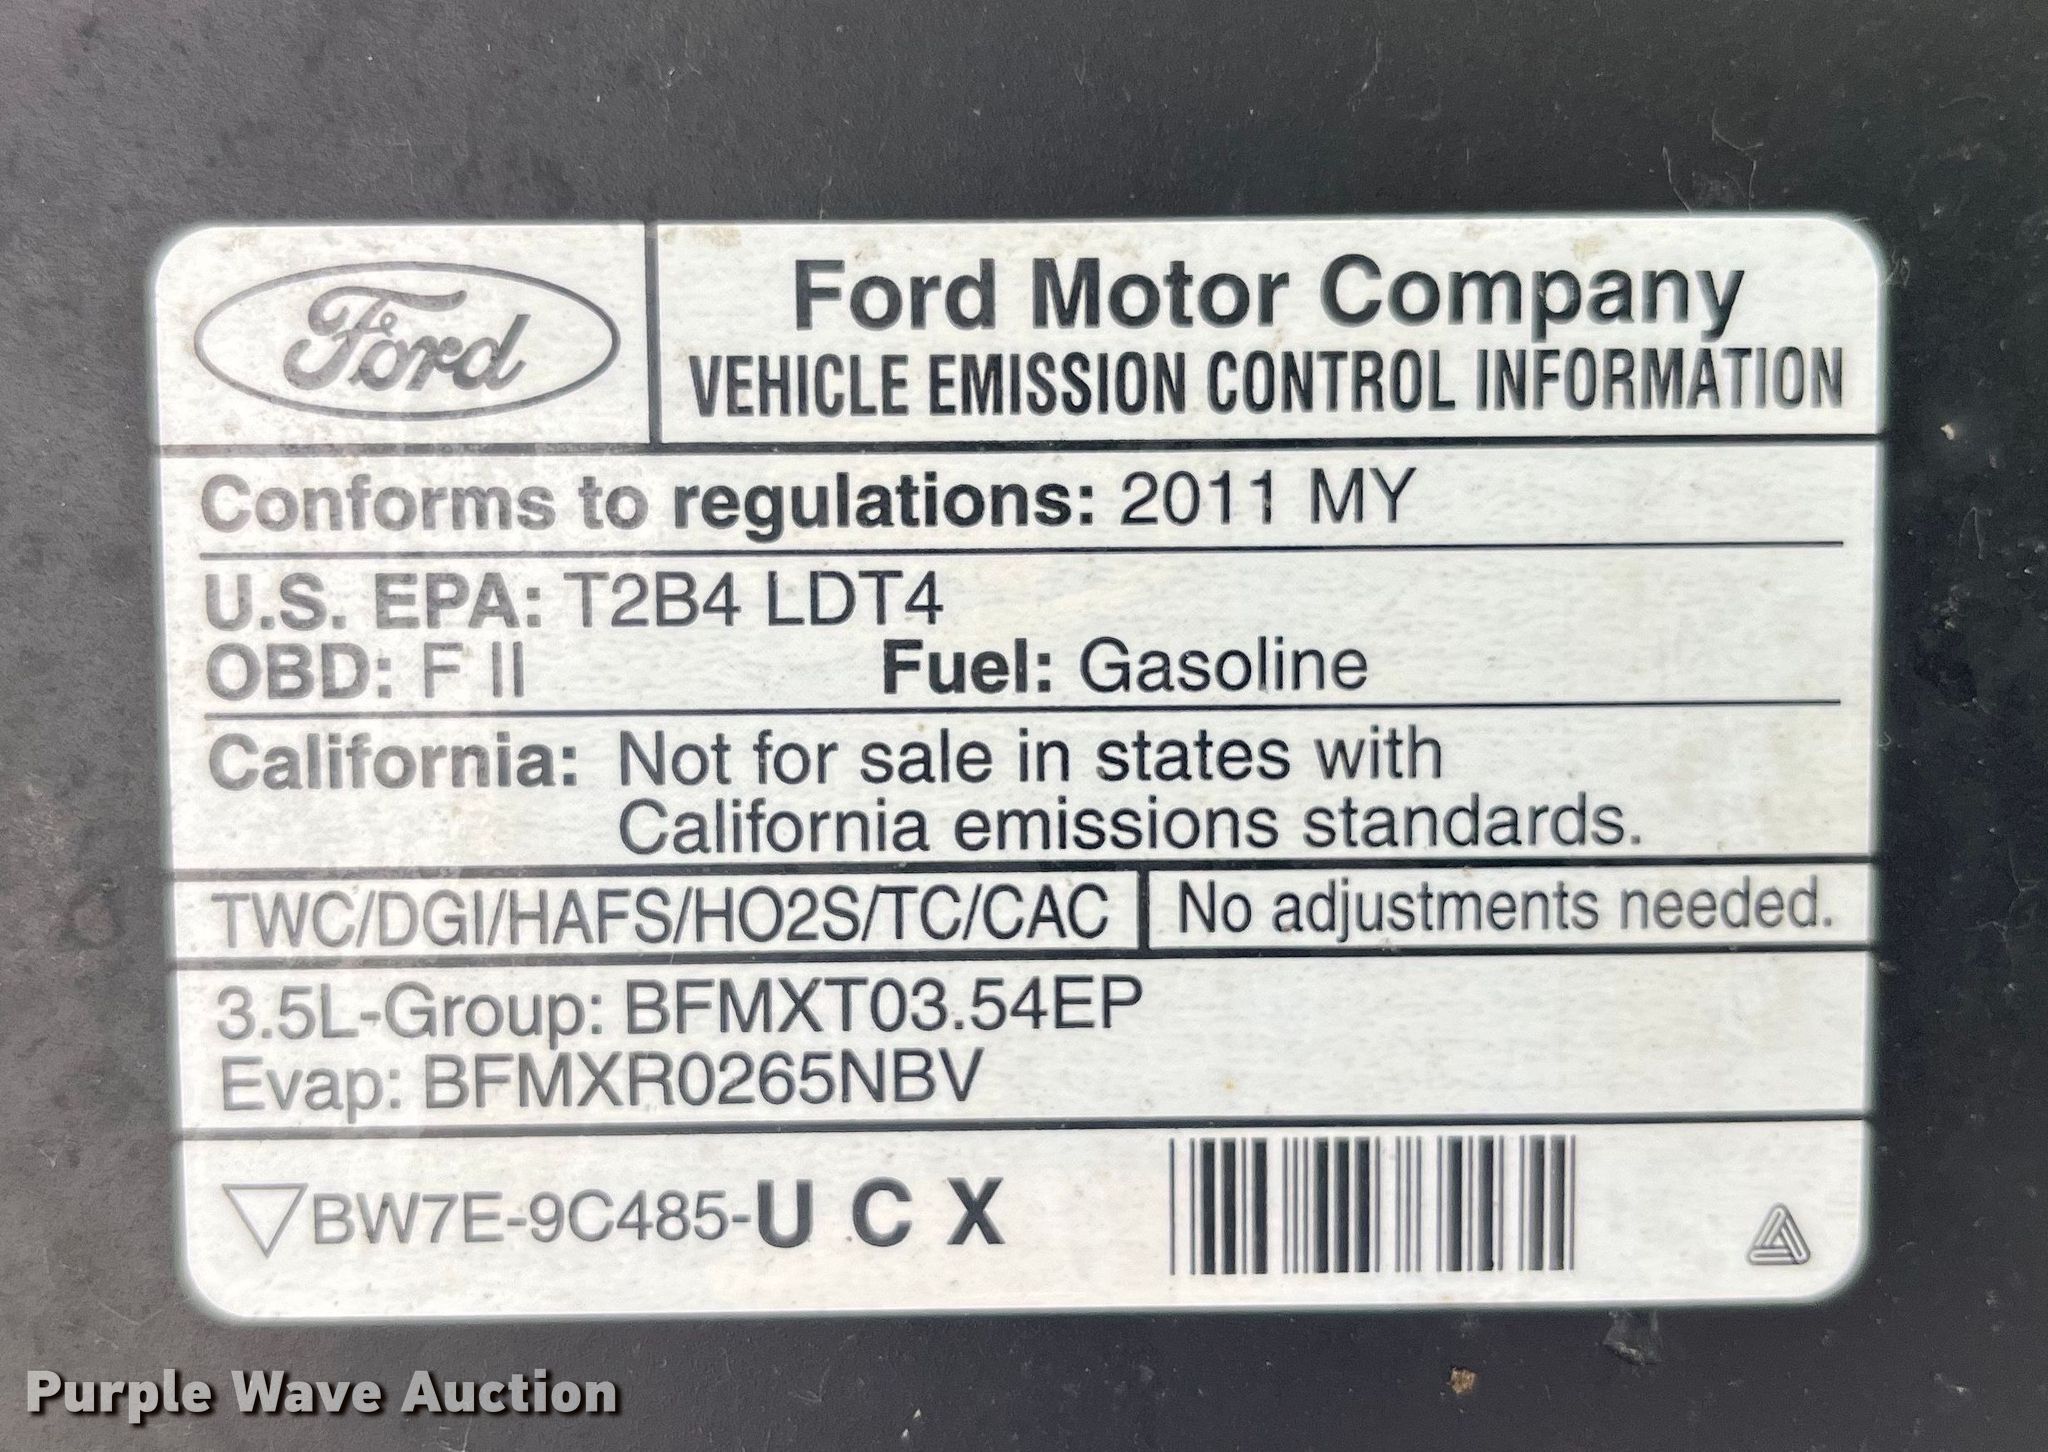 Ford
Ford Motor Company
VEHICLE EMISSION CONTROL INFORMATION
Conforms to regulations: 2011 MY
U.S. EPA: T2B4 LDT4
OBD: F II Fuel: Gasoline
California: Not for sale in states with
California emissions standards.
TWC/DGI/HAFS/HO2S/TC/CAC No adjustments needed.
3.5L-Group: BFMXT03.54EP
Evap: BFMXR0265NBV
BW7E-9C485-U C X
Purple Wave Auction